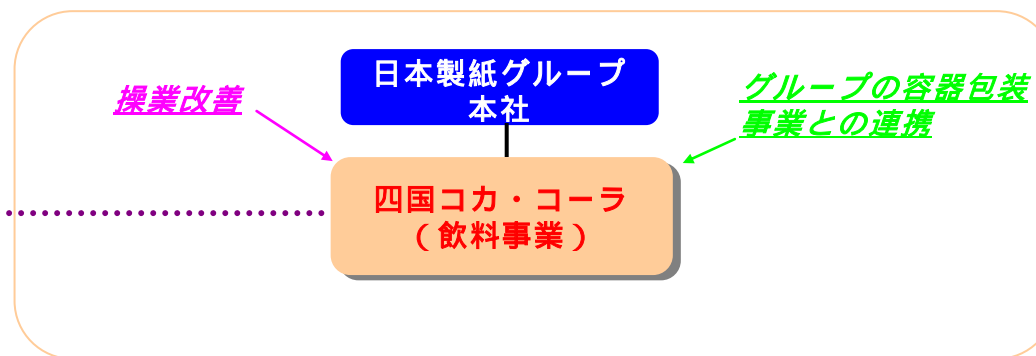 日本製紙グループ
本社
操業改善
グループの容器包装
事業との連携
四国コカ・コーラ
（飲料事業）